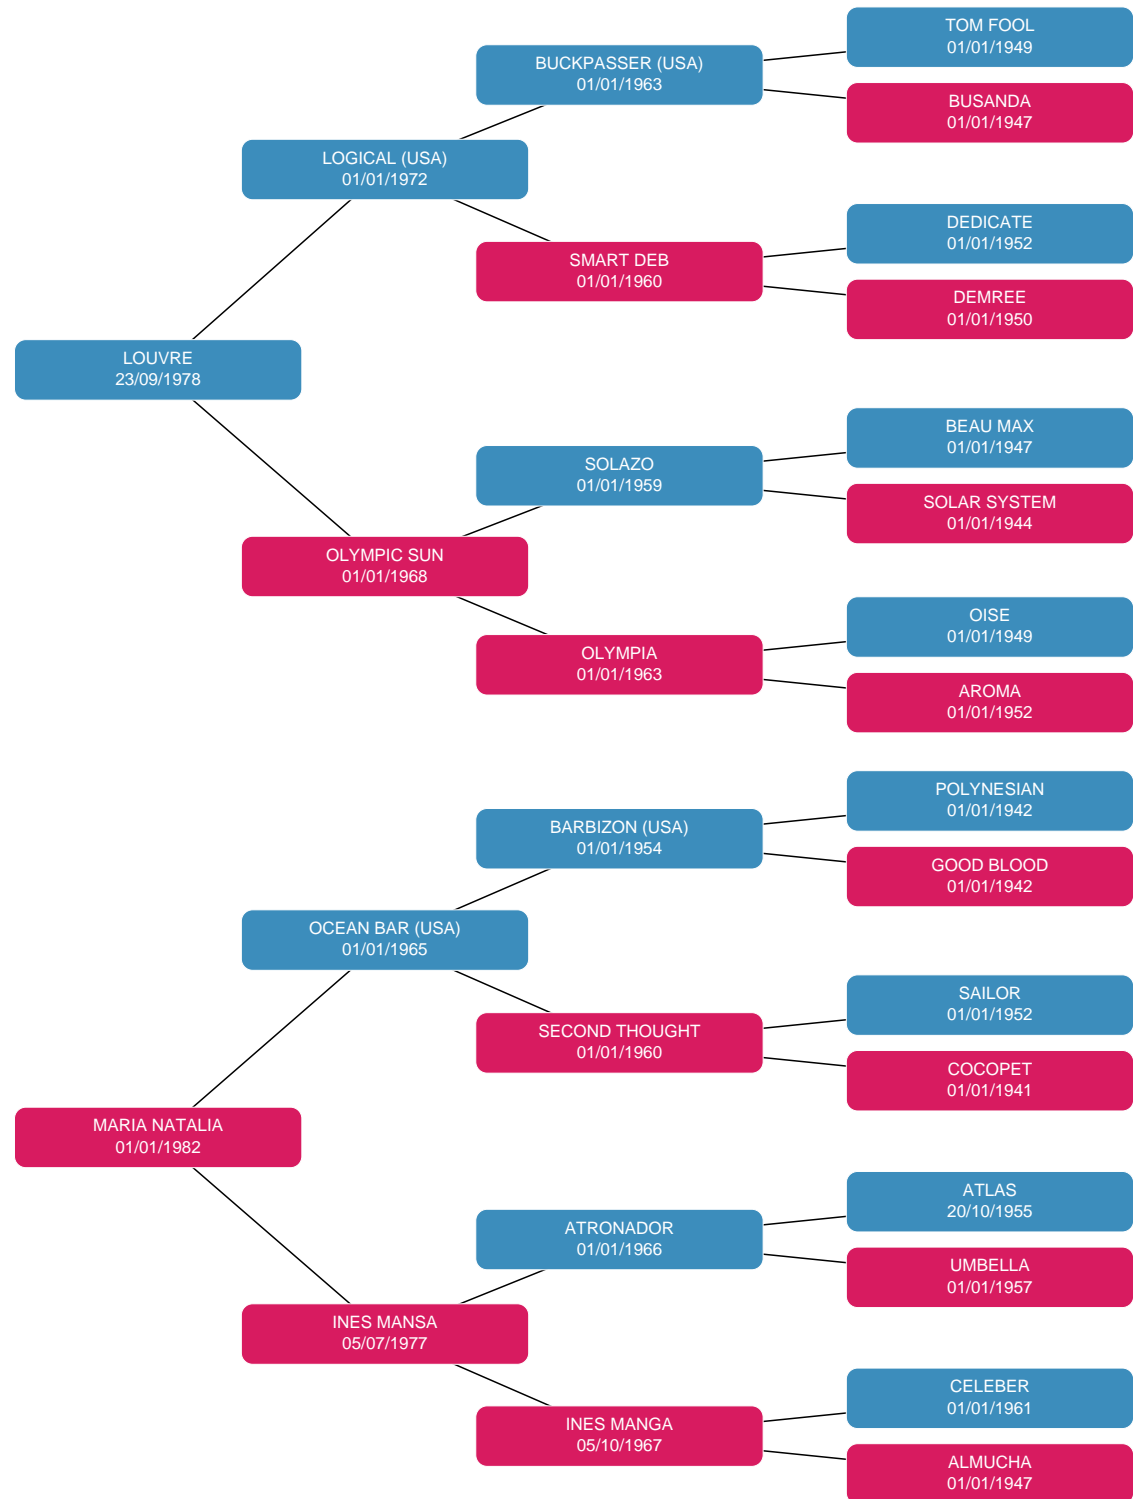 TOM FOOL
01/01/1949
BUCKPASSER (USA)
01/01/1963
BUSANDA
01/01/1947
LOGICAL (USA)
01/01/1972
DEDICATE
01/01/1952
SMART DEB
01/01/1960
DEMREE
01/01/1950
LOUVRE
23/09/1978
BEAU MAX
01/01/1947
SOLAZO
01/01/1959
SOLAR SYSTEM
01/01/1944
OLYMPIC SUN
01/01/1968
OISE
01/01/1949
OLYMPIA
01/01/1963
AROMA
01/01/1952
POLYNESIAN
01/01/1942
BARBIZON (USA)
01/01/1954
GOOD BLOOD
01/01/1942
OCEAN BAR (USA)
01/01/1965
SAILOR
01/01/1952
SECOND THOUGHT
01/01/1960
COCOPET
01/01/1941
MARIA NATALIA
01/01/1982
ATLAS
20/10/1955
ATRONADOR
01/01/1966
UMBELLA
01/01/1957
INES MANSA
05/07/1977
CELEBER
01/01/1961
INES MANGA
05/10/1967
ALMUCHA
01/01/1947